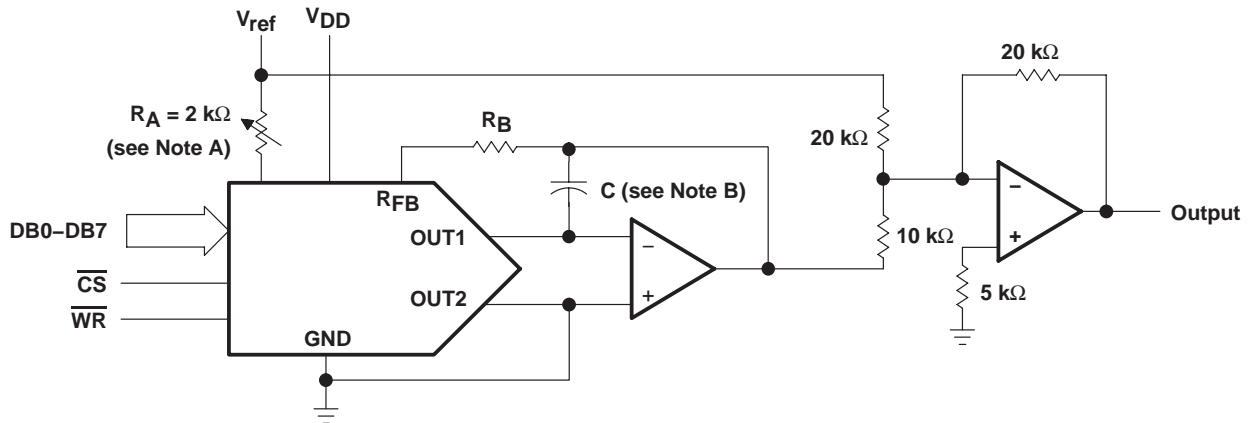 Vref
VDD
20 kΩ
RA = 2 kΩ
(see Note A)
RB
20 kΩ
RFB
C (see Note B)
DB0–DB7
OUT1
10 kΩ
Output
CS
OUT2
5 kΩ
WR
GND
−
+
−
+